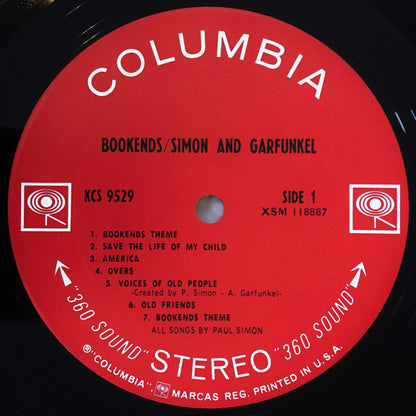 COLUMBIA
BOOKENDS/SIMON AND GARFUNKEL
KCS 9529
SIDE 1
XSM 118887
1. BOOKENDS THEME
2. SAVE THE LIFE OF MY CHILD
3. AMERICA
4. OVERS
5. VOICES OF OLD PEOPLE
-Created by P. Simon - A. Garfunkel-
6. OLD FRIENDS
7. BOOKENDS THEME
ALL SONGS BY PAUL SIMON
"360 SOUND" STEREO "360 SOUND"
® "COLUMBIA", MARCAS REG. PRINTED IN U.S.A.